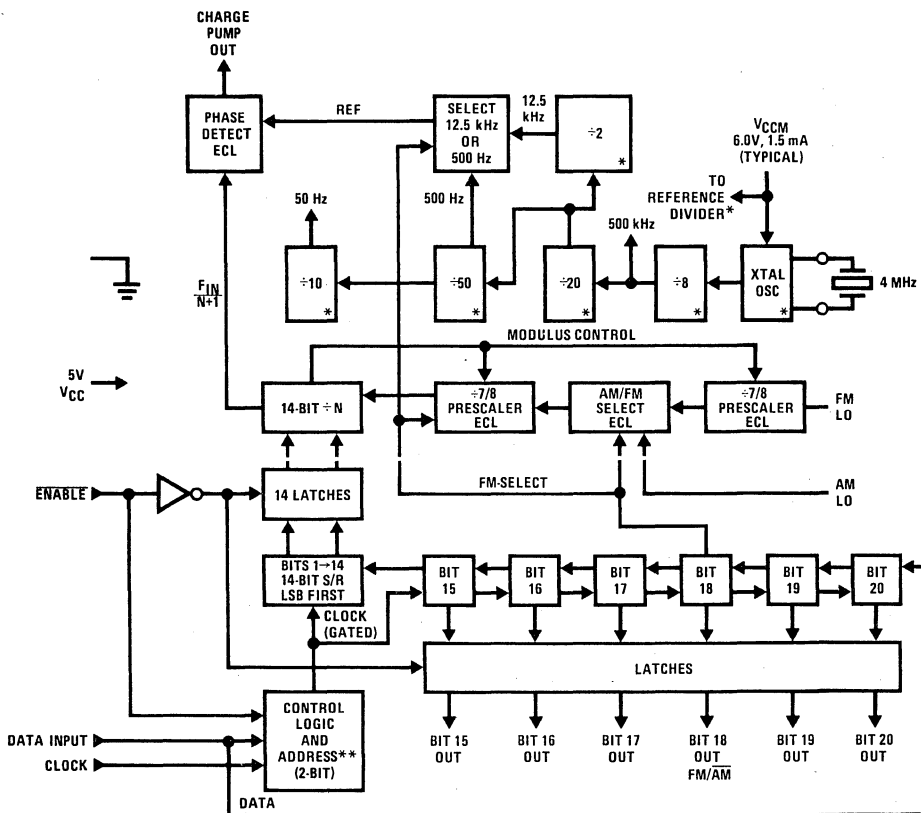 CHARGE
PUMP
OUT
PHASE
DETECT
ECL
REF
SELECT
12.5 kHz
OR
500 Hz
12.5
kHz
÷2
*
VCCM
6.0V, 1.5 mA
(TYPICAL)
TO
REFERENCE
DIVIDER*
50 Hz
500 Hz
500 kHz
÷10
*
÷50
*
÷20
*
÷8
*
XTAL
OSC
*
4 MHz
FIN
N+1
MODULUS CONTROL
5V
VCC
14-BIT ÷N
÷7/8
PRESCALER
ECL
AM/FM
SELECT
ECL
÷7/8
PRESCALER
ECL
FM
LO
ENABLE
14 LATCHES
FM-SELECT
AM
LO
BITS 1→14
14-BIT S/R
LSB FIRST
BIT
15
BIT
16
BIT
17
BIT
18
BIT
19
BIT
20
CLOCK
(GATED)
LATCHES
CONTROL
LOGIC
AND
ADDRESS**
(2-BIT)
DATA INPUT
CLOCK
DATA
BIT 15
OUT
BIT 16
OUT
BIT 17
OUT
BIT 18
OUT
FM/AM
BIT 19
OUT
BIT 20
OUT